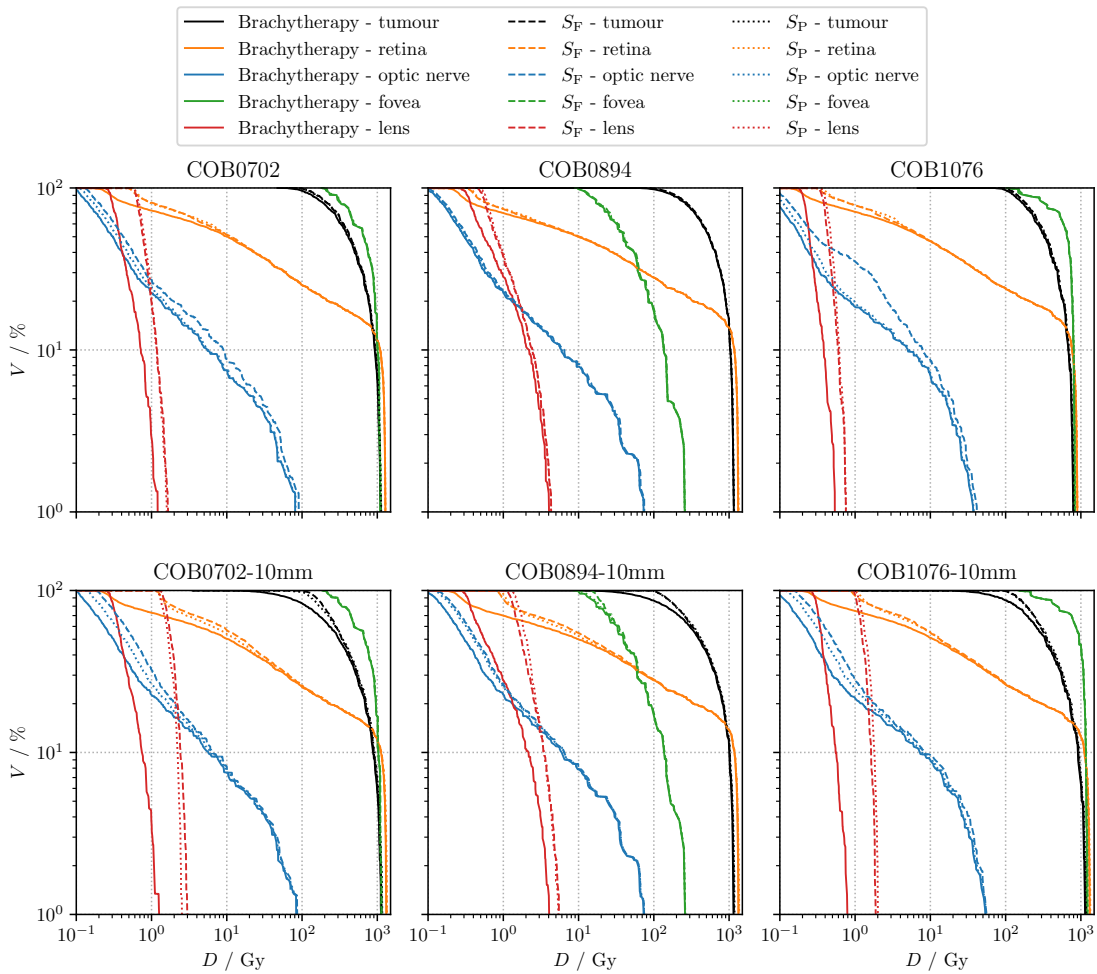 Brachytherapy - tumour S_F - tumour S_P - tumour
Brachytherapy - retina S_F - retina S_P - retina
Brachytherapy - optic nerve S_F - optic nerve S_P - optic nerve
Brachytherapy - fovea S_F - fovea S_P - fovea
Brachytherapy - lens S_F - lens S_P - lens
COB0702 COB0894 COB1076
10^2
V / %
10^1
10^0
COB0702-10mm COB0894-10mm COB1076-10mm
10^2
V / %
10^1
10^0
10^−1 10^0 10^1 10^2 10^3 10^−1 10^0 10^1 10^2 10^3 10^−1 10^0 10^1 10^2 10^3
D / Gy D / Gy D / Gy